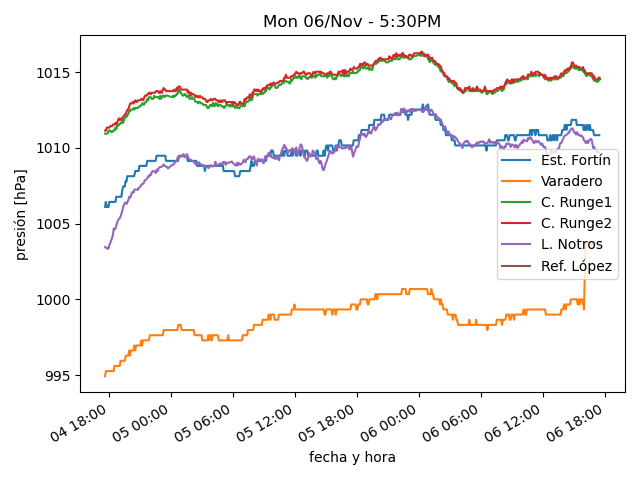 Mon 06/Nov - 5:30PM
presión [hPa]
1015
1010
1005
1000
995
Est. Fortín
Varadero
C. Runge1
C. Runge2
L. Notros
Ref. López
04 18:00
05 00:00
05 06:00
05 12:00
05 18:00
06 00:00
06 06:00
06 12:00
06 18:00
fecha y hora